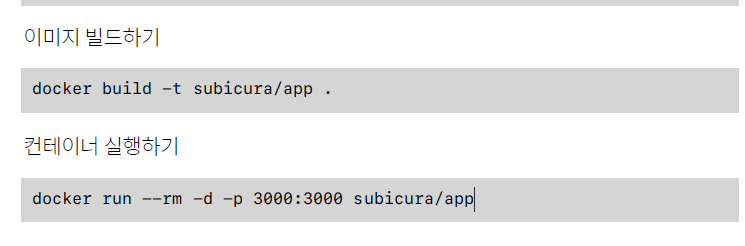 이미지 빌드하기
docker build -t subicura/app .
컨테이너 실행하기
docker run --rm -d -p 3000:3000 subicura/app